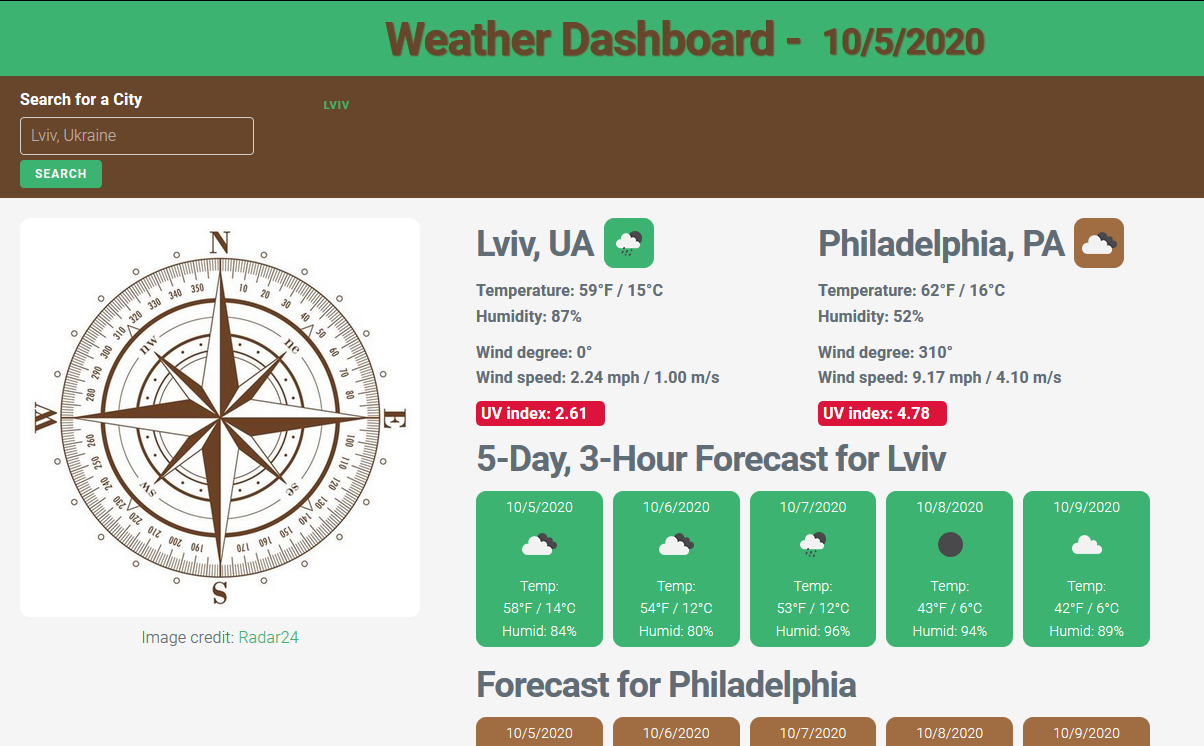 Weather Dashboard - 10/5/2020
Search for a City
LVIV
Lviv, Ukraine
SEARCH
N
10
20
30
40
50
60
70
80
E
100
110
120
130
140
150
160
170
S
190
200
210
220
230
240
250
260
W
280
290
300
310
320
330
340
350
nw
ne
sw
se
Image credit: Radar24
Lviv, UA
Temperature: 59°F / 15°C
Humidity: 87%
Wind degree: 0°
Wind speed: 2.24 mph / 1.00 m/s
UV index: 2.61
Philadelphia, PA
Temperature: 62°F / 16°C
Humidity: 52%
Wind degree: 310°
Wind speed: 9.17 mph / 4.10 m/s
UV index: 4.78
5-Day, 3-Hour Forecast for Lviv
10/5/2020
Temp:
58°F / 14°C
Humid: 84%
10/6/2020
Temp:
54°F / 12°C
Humid: 80%
10/7/2020
Temp:
53°F / 12°C
Humid: 96%
10/8/2020
Temp:
43°F / 6°C
Humid: 94%
10/9/2020
Temp:
42°F / 6°C
Humid: 89%
Forecast for Philadelphia
10/5/2020
10/6/2020
10/7/2020
10/8/2020
10/9/2020